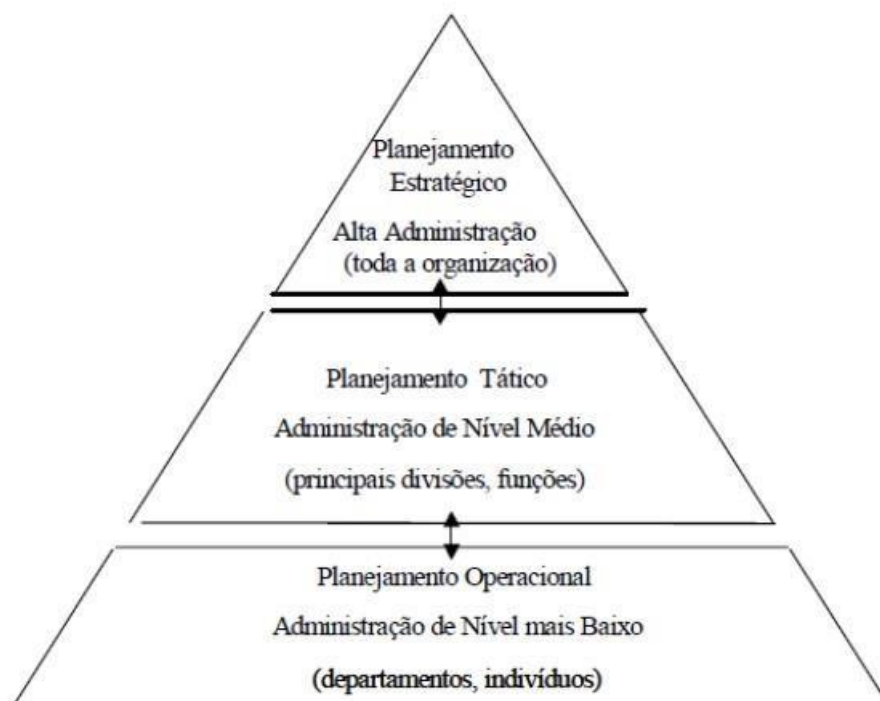 Planejamento
Estratégico
Alta Administração
(toda a organização)
Planejamento Tático
Administração de Nível Médio
(principais divisões, funções)
Planejamento Operacional
Administração de Nível mais Baixo
(departamentos, indivíduos)